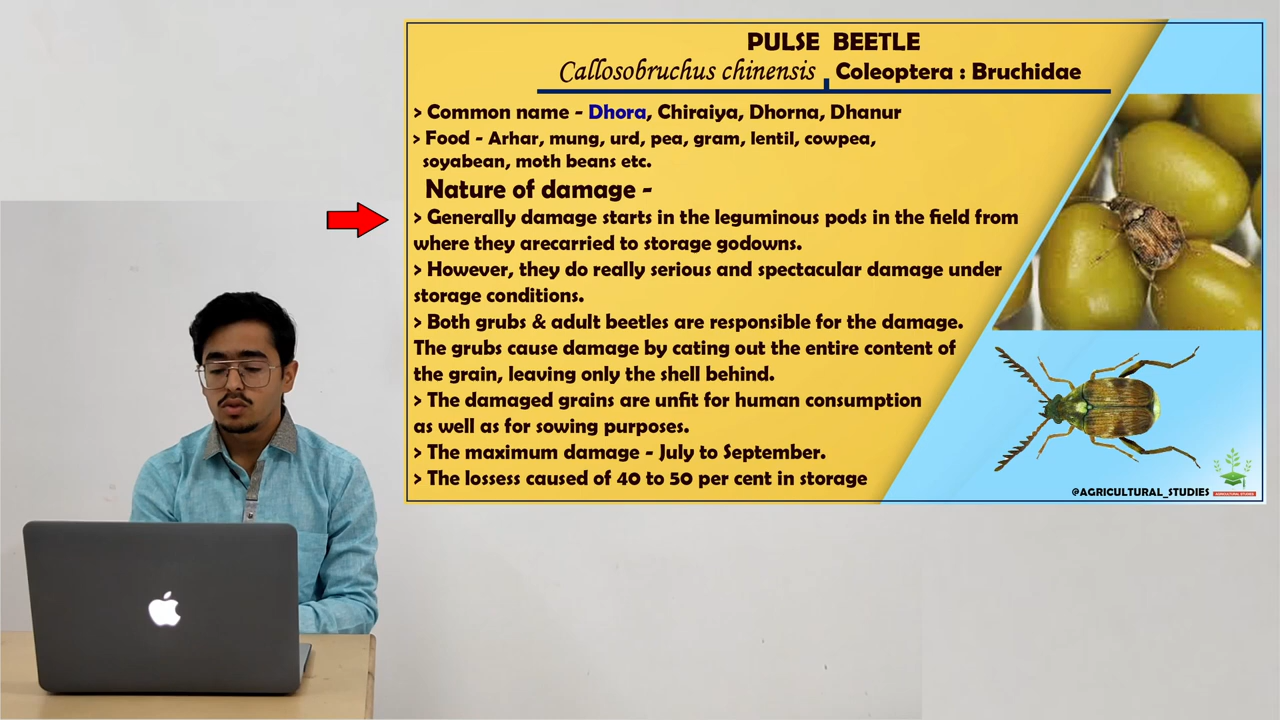 PULSE BEETLE
Callosobruchus chinensis Coleoptera : Bruchidae
> Common name - Dhora, Chiraiya, Dhorna, Dhanur
> Food - Arhar, mung, urd, pea, gram, lentil, cowpea,
soyabean, moth beans etc.
Nature of damage -
> Generally damage starts in the leguminous pods in the field from
where they arecarried to storage godowns.
> However, they do really serious and spectacular damage under
storage conditions.
> Both grubs & adult beetles are responsible for the damage.
The grubs cause damage by cating out the entire content of
the grain, leaving only the shell behind.
> The damaged grains are unfit for human consumption
as well as for sowing purposes.
> The maximum damage - July to September.
> The lossess caused of 40 to 50 per cent in storage
@AGRICULTURAL_STUDIES
AGRICULTURAL STUDIES